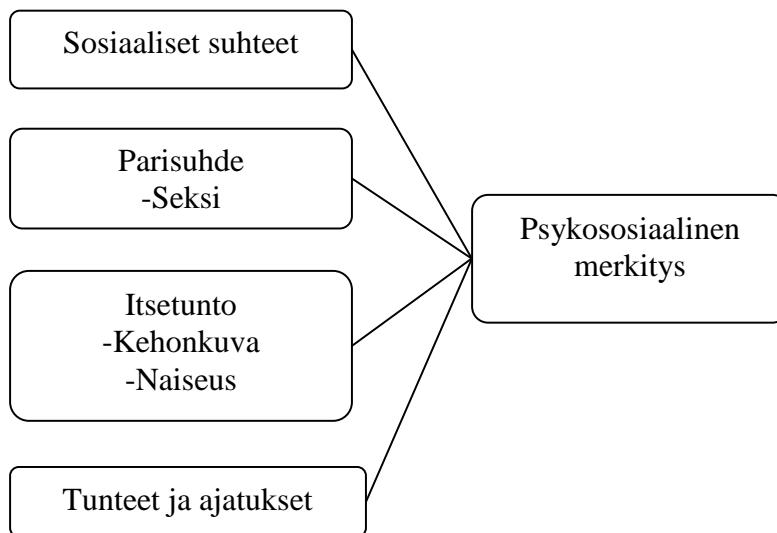 Sosiaaliset suhteet
Parisuhde
-Seksi
Itsetunto
-Kehonkuva
-Naiseus
Tunteet ja ajatukset
Psykososiaalinen
merkitys